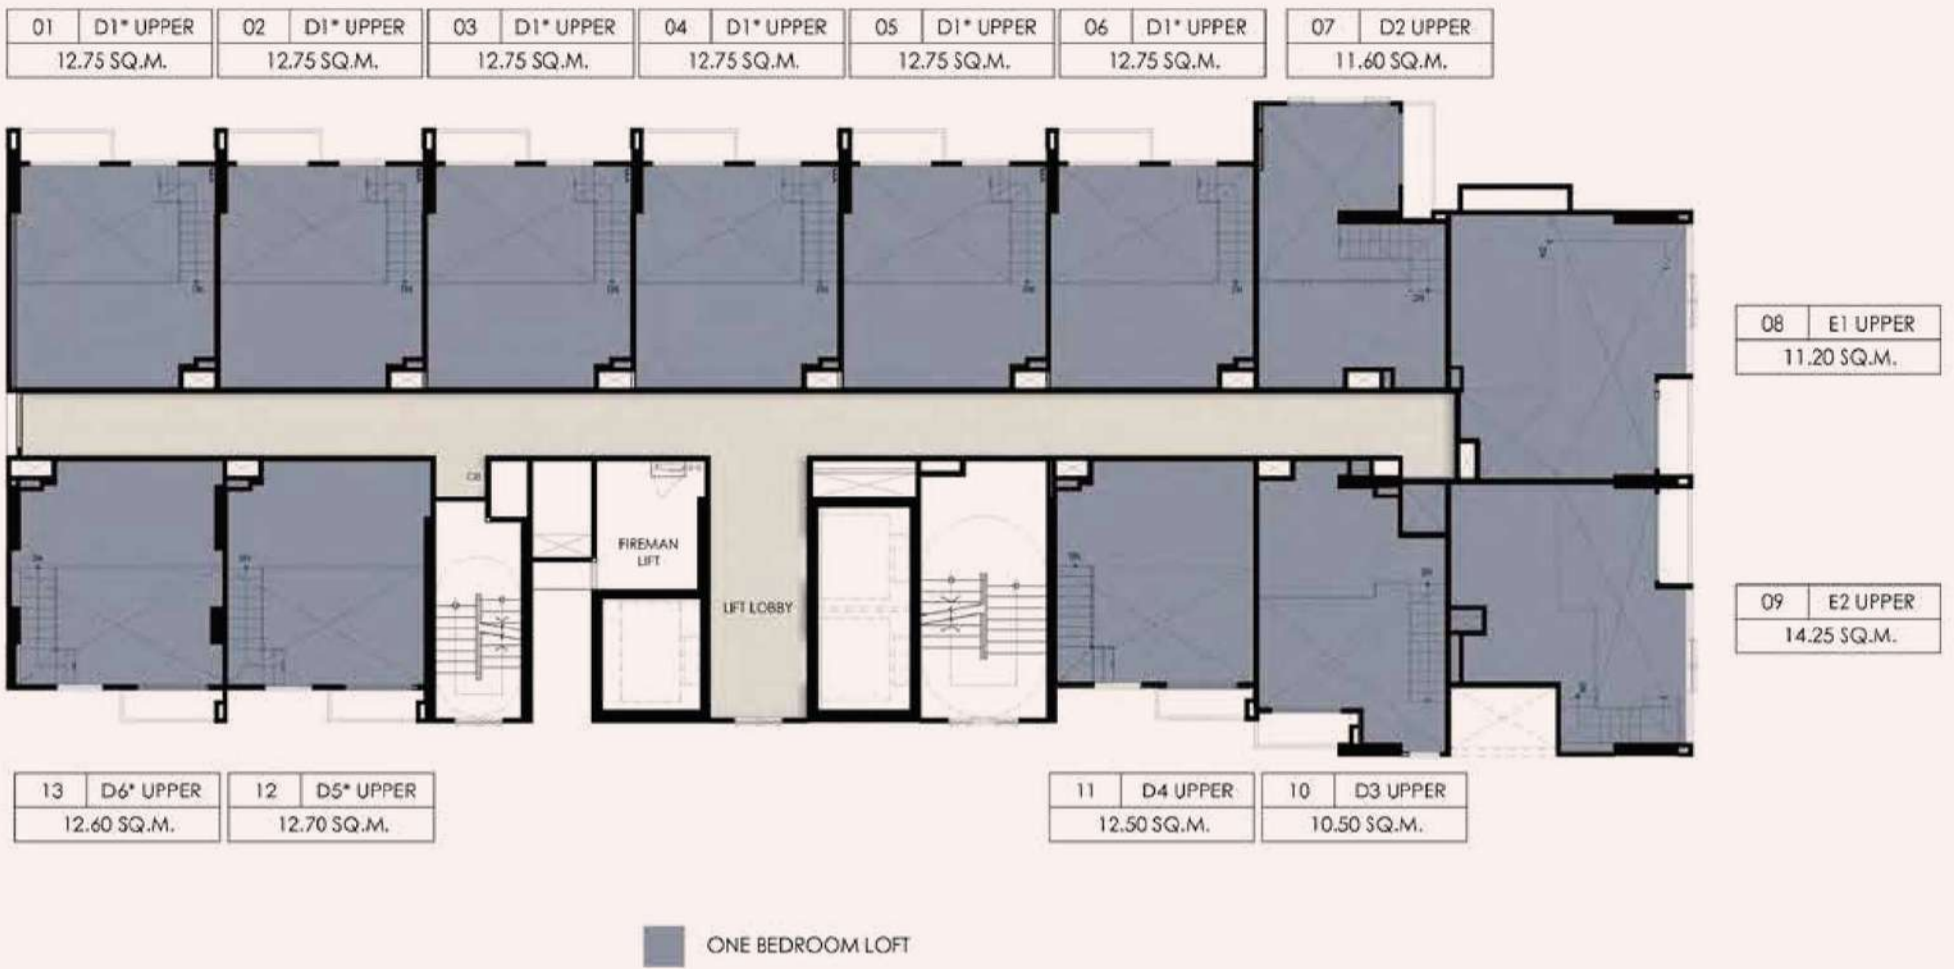 01 D1* UPPER
12.75 SQ.M.
02 D1* UPPER
12.75 SQ.M.
03 D1* UPPER
12.75 SQ.M.
04 D1* UPPER
12.75 SQ.M.
05 D1* UPPER
12.75 SQ.M.
06 D1* UPPER
12.75 SQ.M.
07 D2 UPPER
11.60 SQ.M.
08 E1 UPPER
11.20 SQ.M.
FIREMAN
LIFT
LIFT LOBBY
09 E2 UPPER
14.25 SQ.M.
13 D6* UPPER
12.60 SQ.M.
12 D5* UPPER
12.70 SQ.M.
11 D4 UPPER
12.50 SQ.M.
10 D3 UPPER
10.50 SQ.M.
ONE BEDROOM LOFT